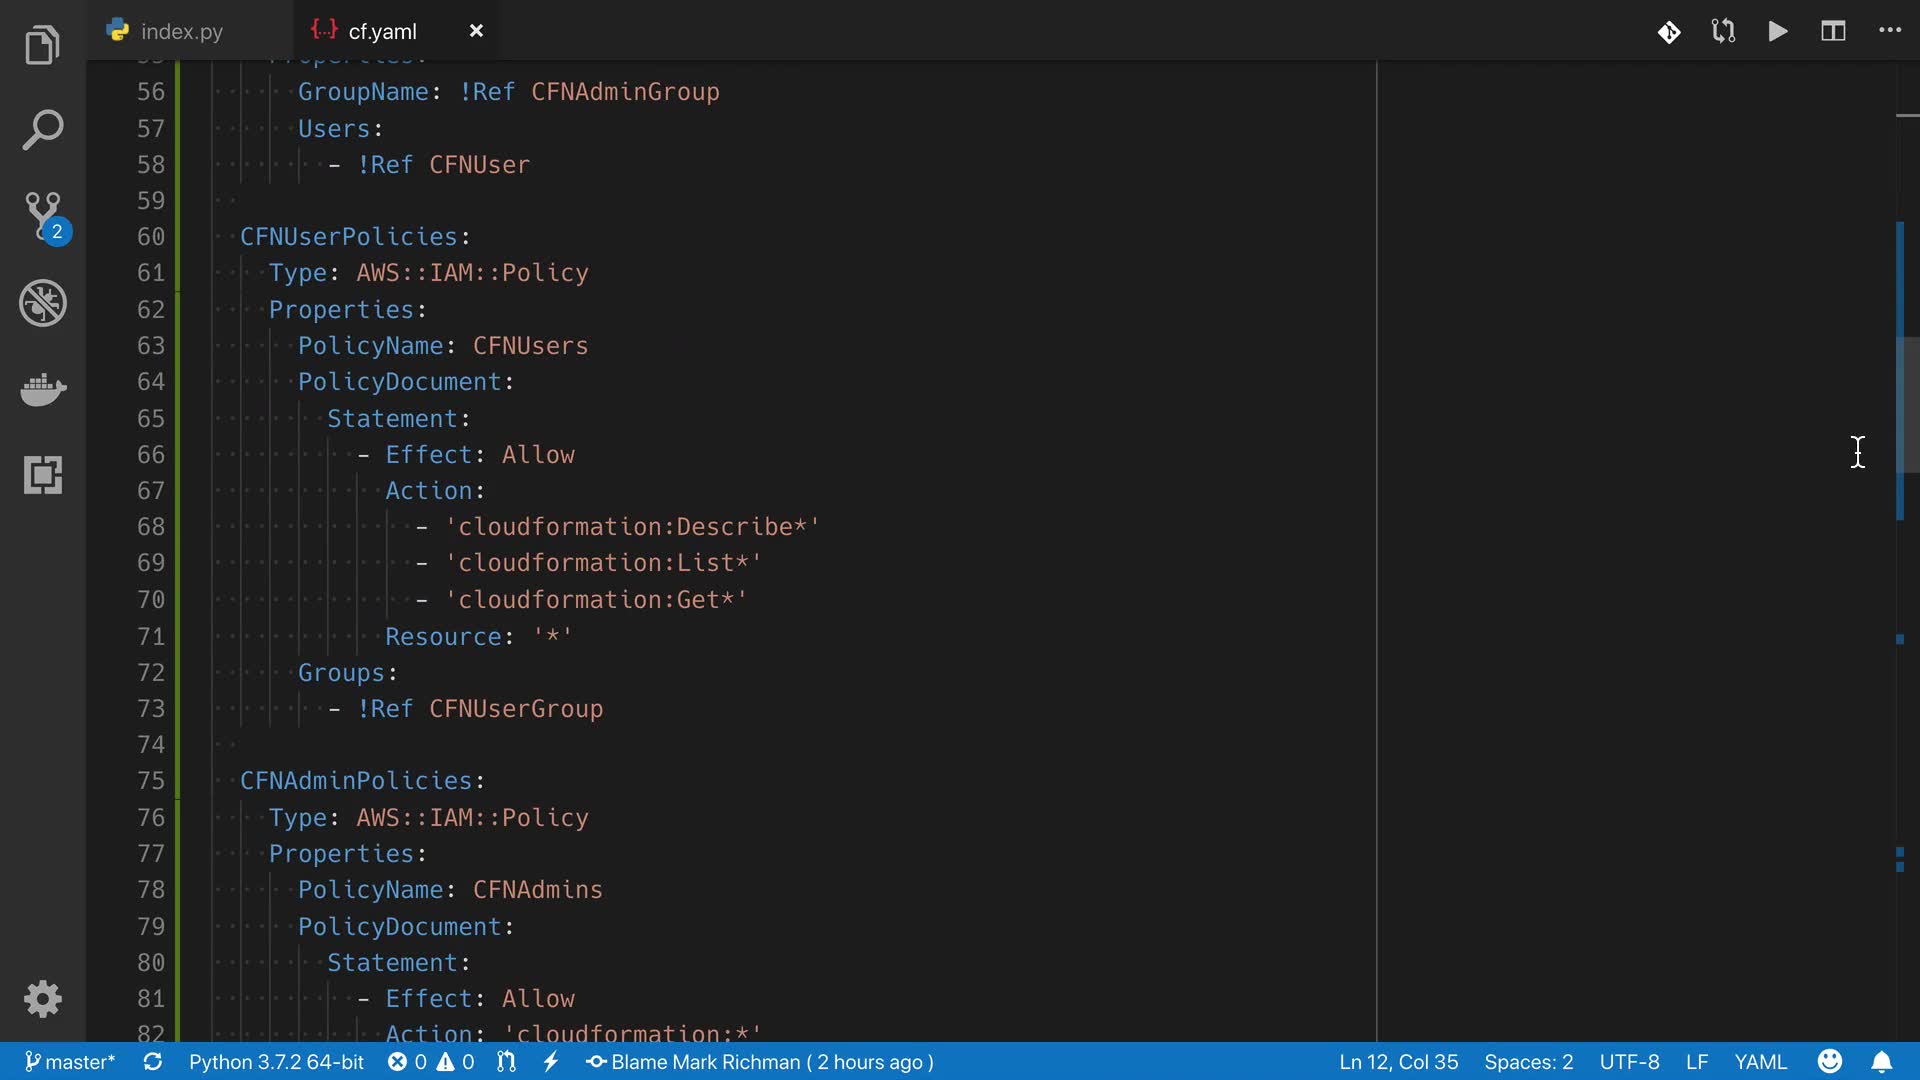 index.py
cf.yaml
55 Properties:
56 GroupName: !Ref CFNAdminGroup
57 Users:
58 - !Ref CFNUser
59
60 CFNUserPolicies:
61 Type: AWS::IAM::Policy
62 Properties:
63 PolicyName: CFNUsers
64 PolicyDocument:
65 Statement:
66 - Effect: Allow
67 Action:
68 - 'cloudformation:Describe*'
69 - 'cloudformation:List*'
70 - 'cloudformation:Get*'
71 Resource: '*'
72 Groups:
73 - !Ref CFNUserGroup
74
75 CFNAdminPolicies:
76 Type: AWS::IAM::Policy
77 Properties:
78 PolicyName: CFNAdmins
79 PolicyDocument:
80 Statement:
81 - Effect: Allow
82 Action: 'cloudformation:*'
2
master* Python 3.7.2 64-bit 0 0 Blame Mark Richman ( 2 hours ago ) Ln 12, Col 35 Spaces: 2 UTF-8 LF YAML